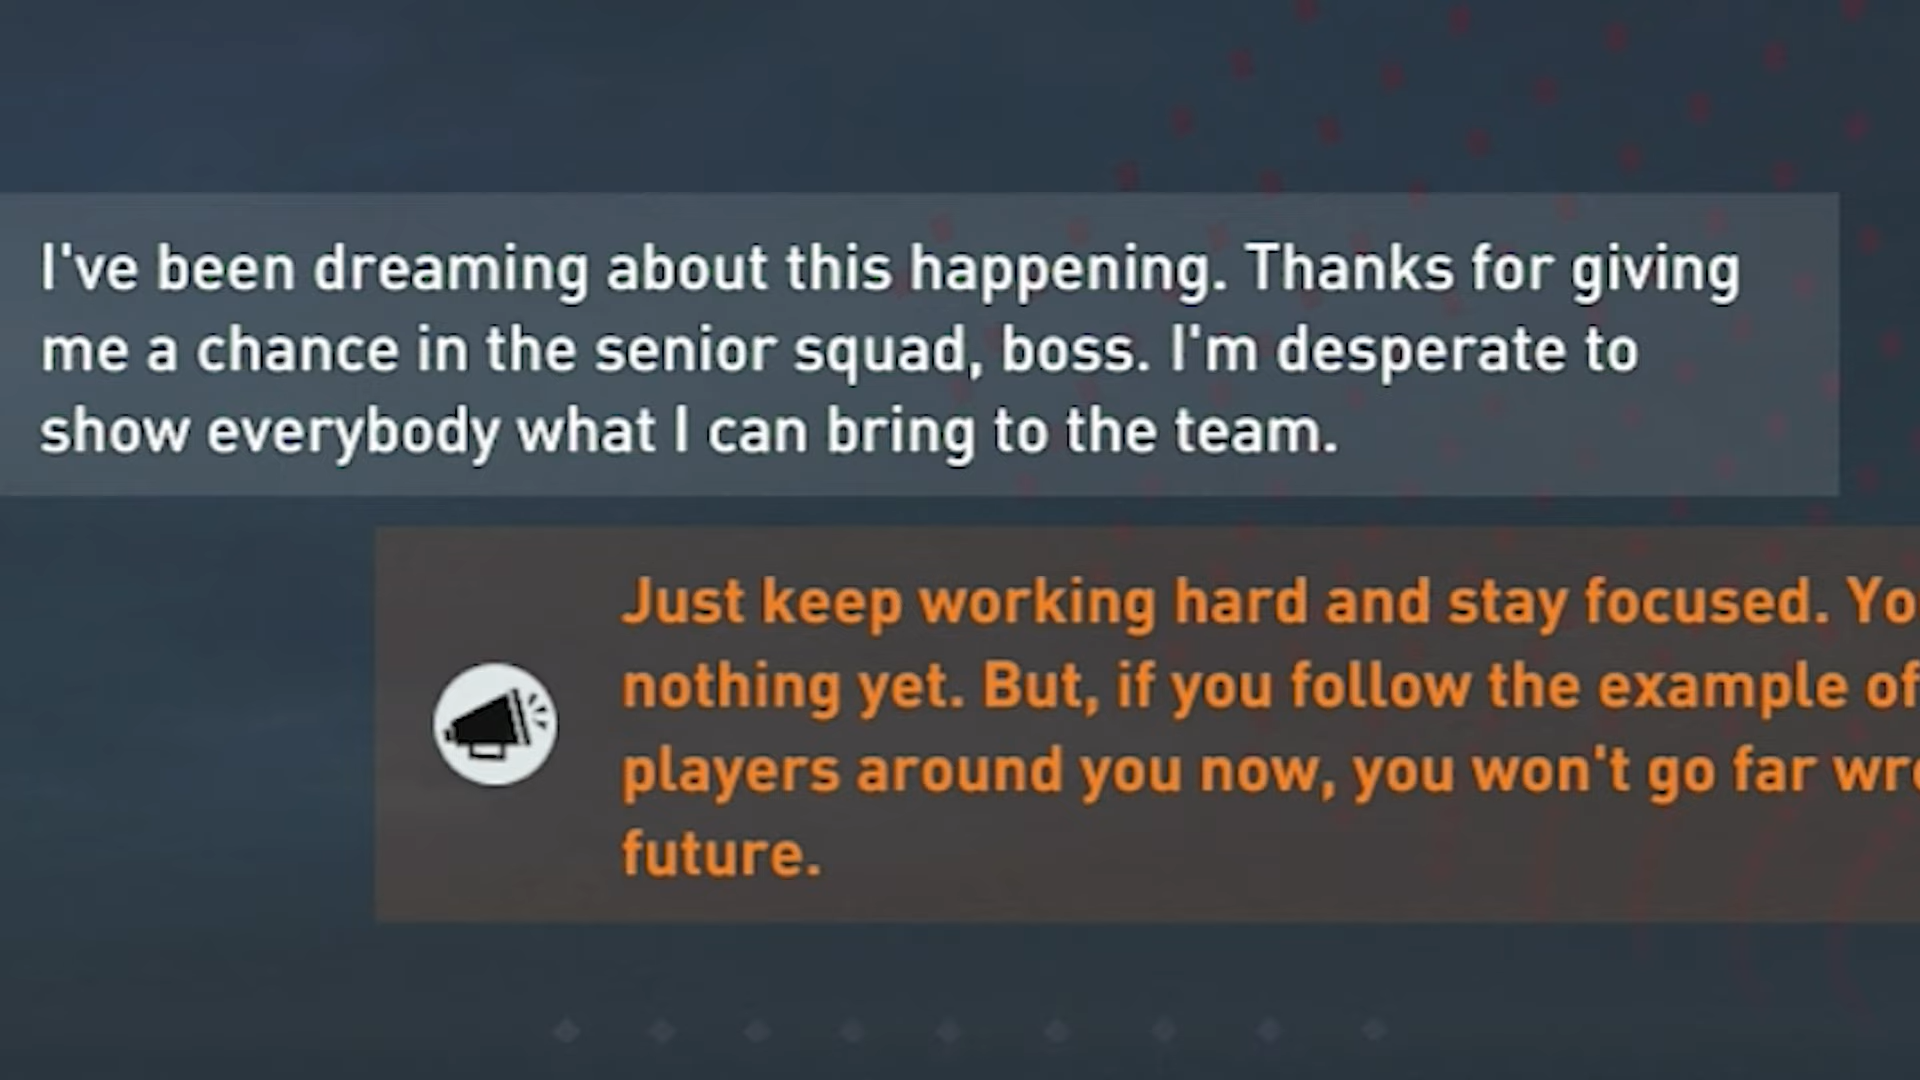 I've been dreaming about this happening. Thanks for giving
me a chance in the senior squad, boss. I'm desperate to
show everybody what I can bring to the team.
Just keep working hard and stay focused.
nothing yet. But, if you follow the example of
players around you now, you won't go far
future.